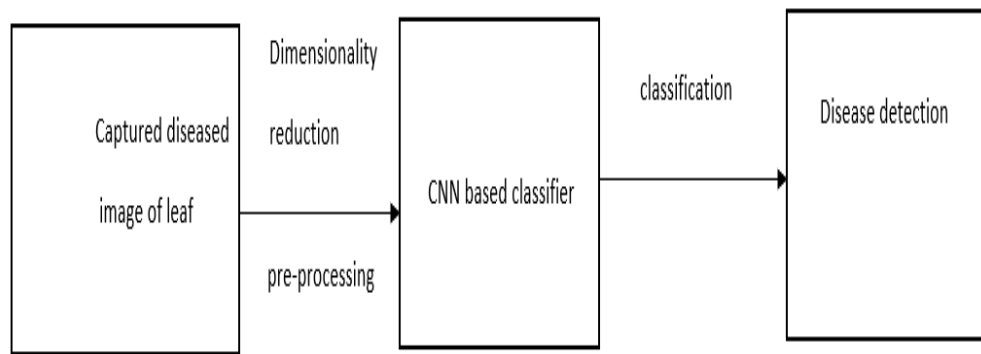 Captured diseased
image of leaf
Dimensionality
reduction
pre-processing
CNN based classifier
classification
Disease detection